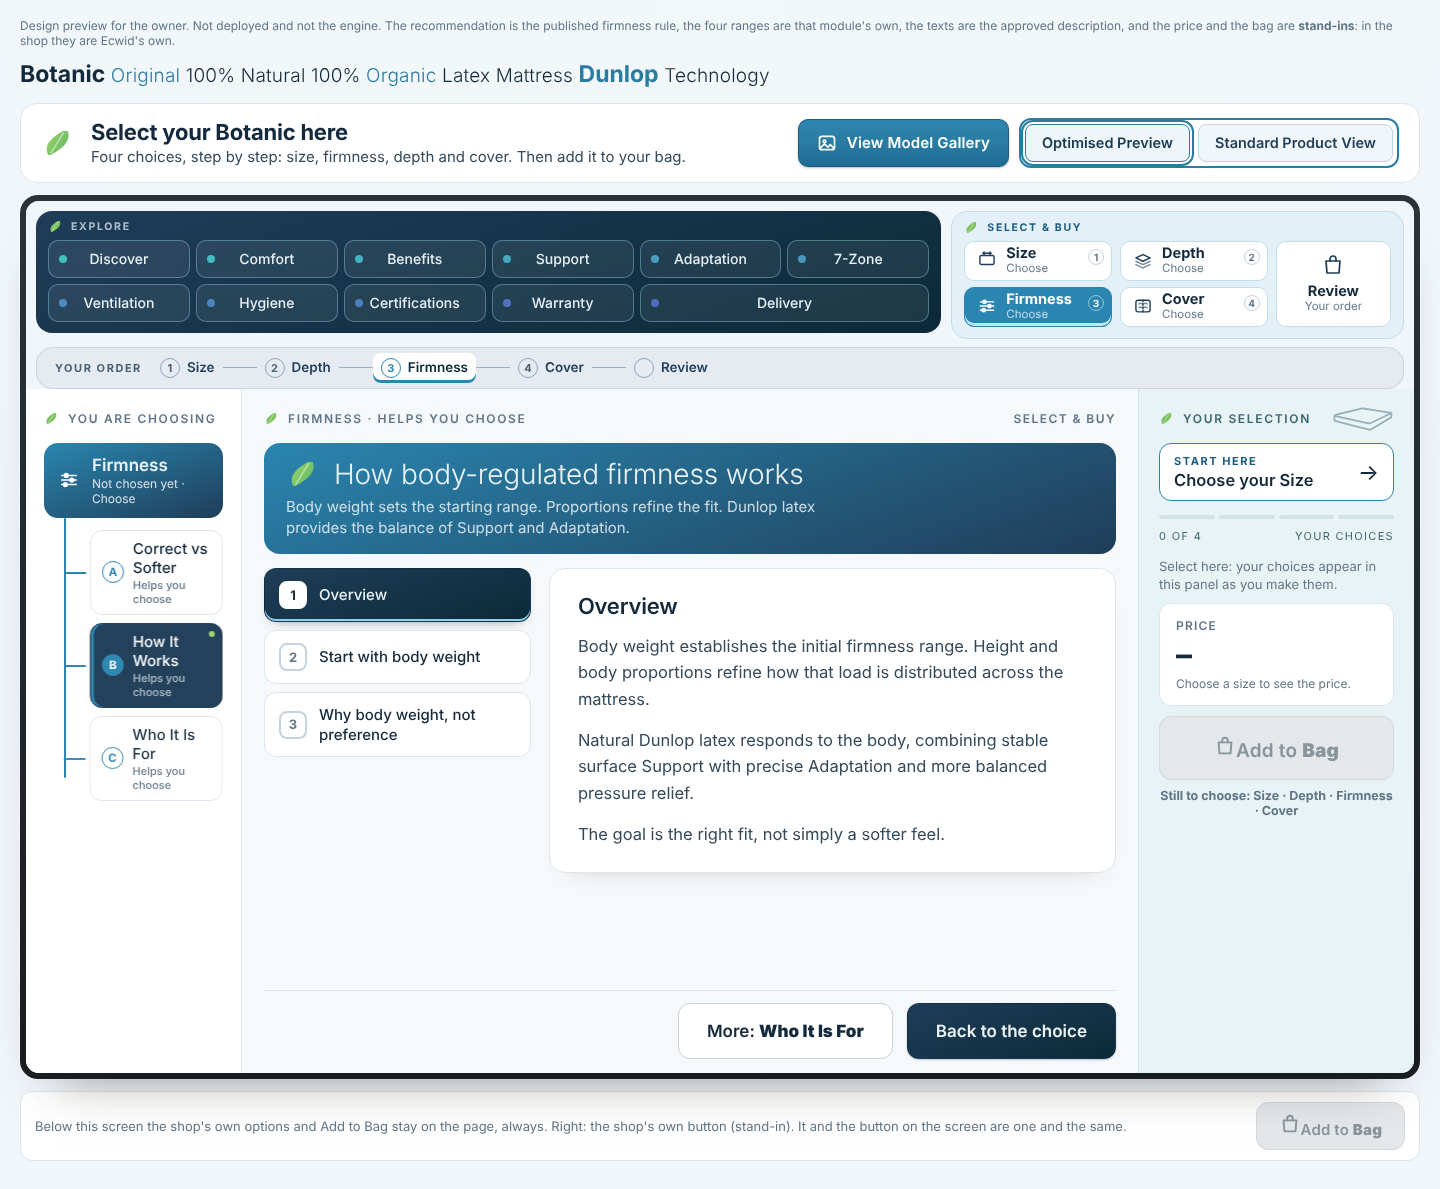 Design preview for the owner. Not deployed and not the engine. The recommendation is the published firmness rule, the four ranges are that module's own, the texts are the approved description, and the price and the bag are stand-ins: in the
shop they are Ecwid's own.
Botanic Original 100% Natural 100% Organic Latex Mattress Dunlop Technology
Select your Botanic here
Four choices, step by step: size, firmness, depth and cover. Then add it to your bag.
View Model Gallery
Optimised Preview
Standard Product View
EXPLORE
Discover
Comfort
Benefits
Support
Adaptation
7-Zone
Ventilation
Hygiene
Certifications
Warranty
Delivery
SELECT & BUY
Size
Choose
1
Depth
Choose
2
Firmness
Choose
3
Cover
Choose
4
Review
Your order
YOUR ORDER
1 Size
2 Depth
3 Firmness
4 Cover
Review
YOU ARE CHOOSING
Firmness
Not chosen yet ·
Choose
A
Correct vs
Softer
Helps you
choose
B
How It
Works
Helps you
choose
C
Who It Is
For
Helps you
choose
FIRMNESS · HELPS YOU CHOOSE
SELECT & BUY
How body-regulated firmness works
Body weight sets the starting range. Proportions refine the fit. Dunlop latex
provides the balance of Support and Adaptation.
1 Overview
2 Start with body weight
3 Why body weight, not
preference
Overview
Body weight establishes the initial firmness range. Height and
body proportions refine how that load is distributed across the
mattress.
Natural Dunlop latex responds to the body, combining stable
surface Support with precise Adaptation and more balanced
pressure relief.
The goal is the right fit, not simply a softer feel.
More: Who It Is For
Back to the choice
YOUR SELECTION
START HERE
Choose your Size
0 OF 4
YOUR CHOICES
Select here: your choices appear in
this panel as you make them.
PRICE
–
Choose a size to see the price.
Add to Bag
Still to choose: Size · Depth · Firmness
· Cover
Below this screen the shop's own options and Add to Bag stay on the page, always. Right: the shop's own button (stand-in). It and the button on the screen are one and the same.
Add to Bag